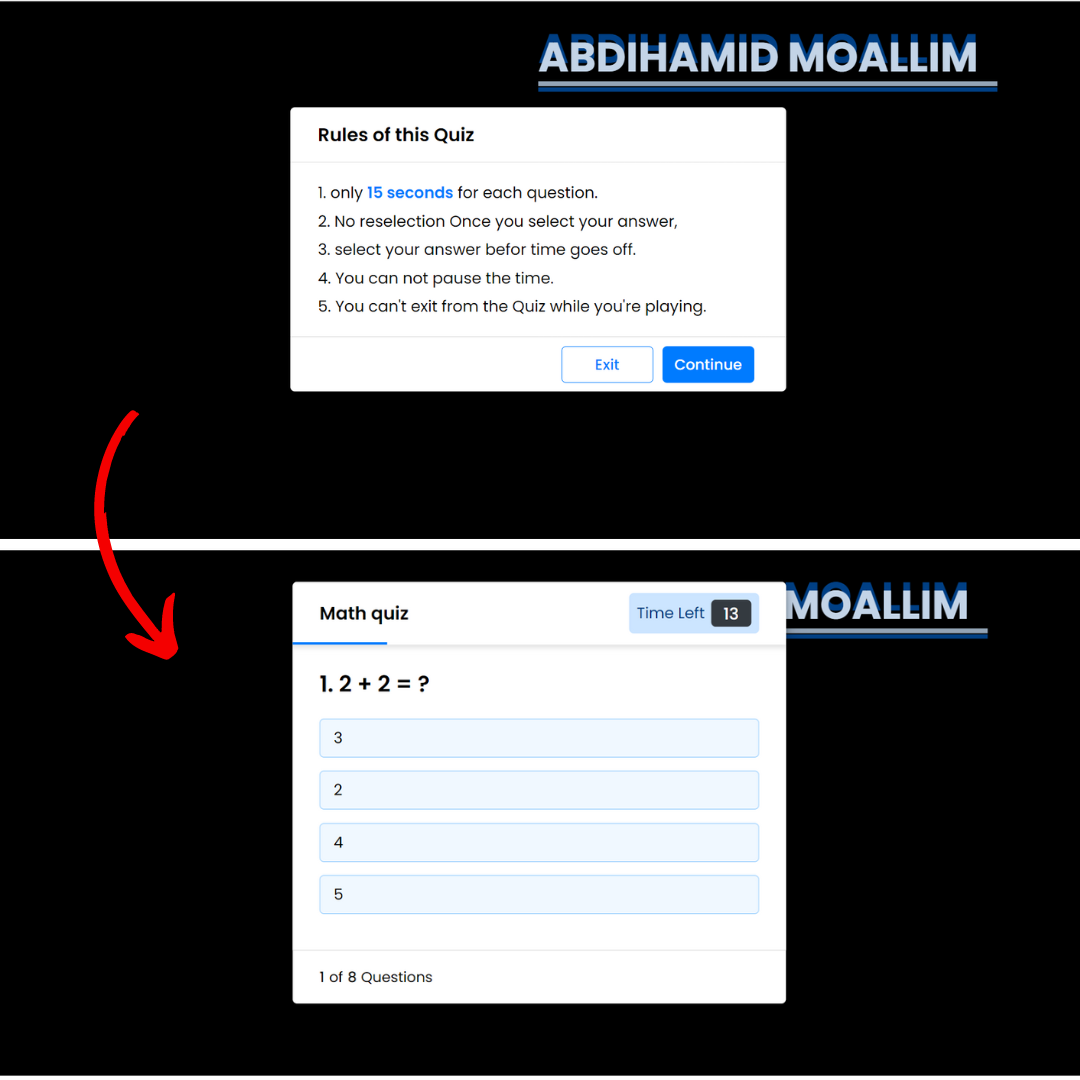 ABDIHAMID MOALLIM
Rules of this Quiz
1. only 15 seconds for each question.
2. No reselection Once you select your answer,
3. select your answer befor time goes off.
4. You can not pause the time.
5. You can't exit from the Quiz while you're playing.
Exit Continue
MOALLIM
Math quiz Time Left 13
1. 2 + 2 = ?
3
2
4
5
1 of 8 Questions